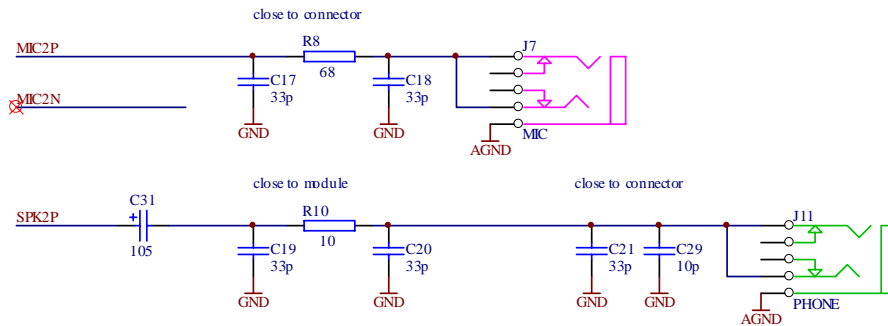 close to connector
MIC2P
R8
68
J7
C17
33p
C18
33p
MIC2N
GND
GND
MIC
AGND
close to module
close to connector
C31
SPK2P
+
105
R10
10
J11
C19
33p
C20
33p
C21
33p
C29
10p
GND
GND
GND
GND
PHONE
AGND